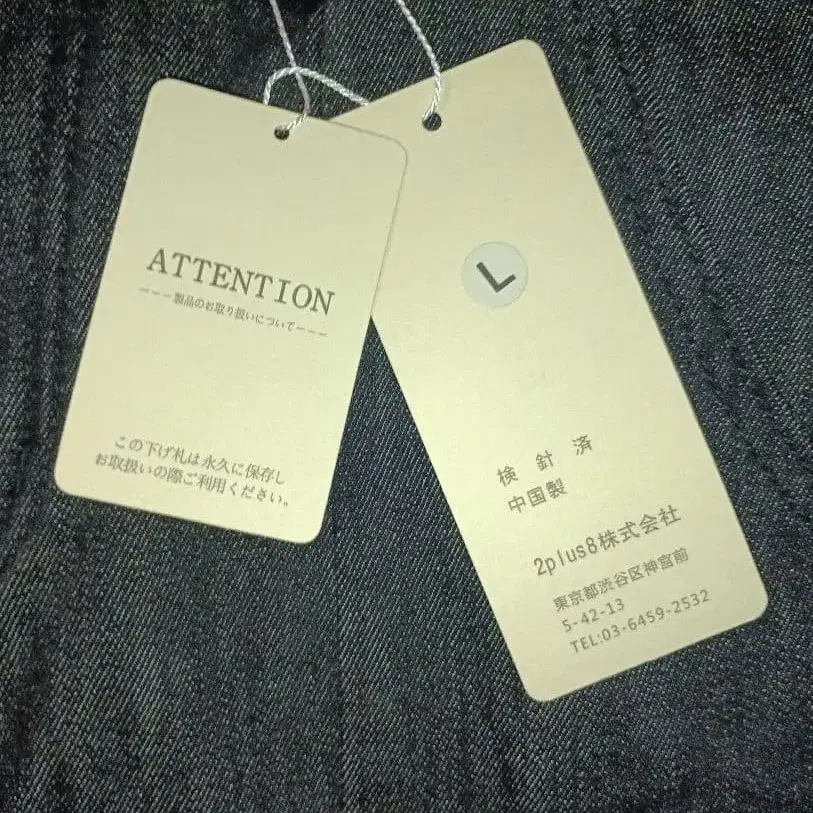 ATTENTION
ーーー製品のお取り扱いについてーーー
この下げ札は永久に保存し
お取扱いの際ご利用ください。
L
検 針 済
中国製
2plus8株式会社
東京都渋谷区神宮前
5-42-13
TEL:03-6459-2532